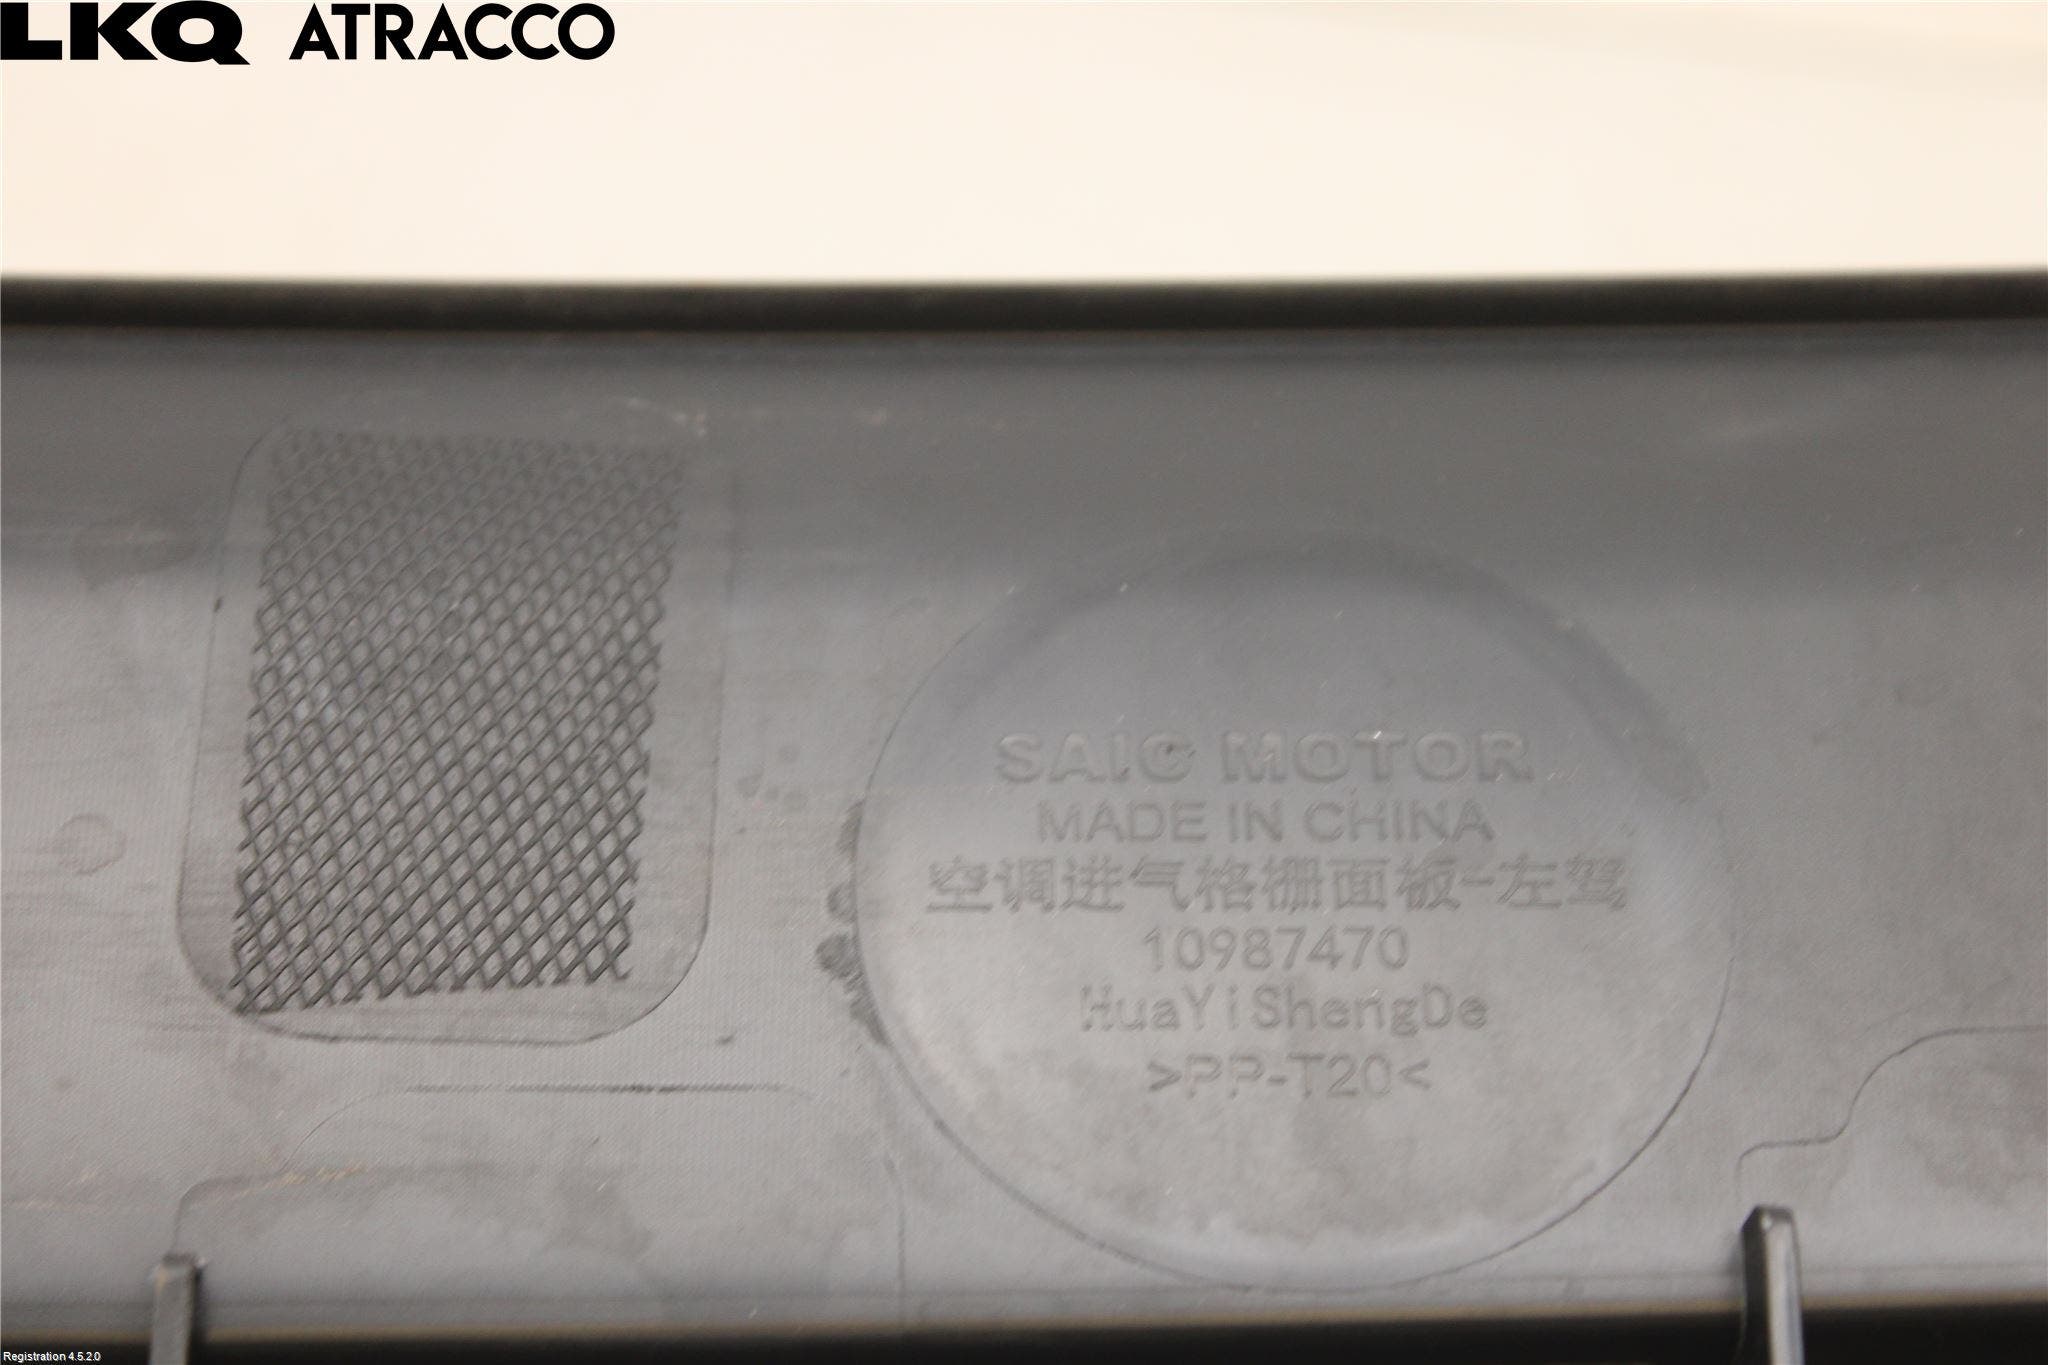 LKQ ATRACCO
SAIC MOTOR
MADE IN CHINA
空调进气格栅面板-左驾
10987470
HuaYiShengDe
>PP-T20<
Registration 4.5.2.0